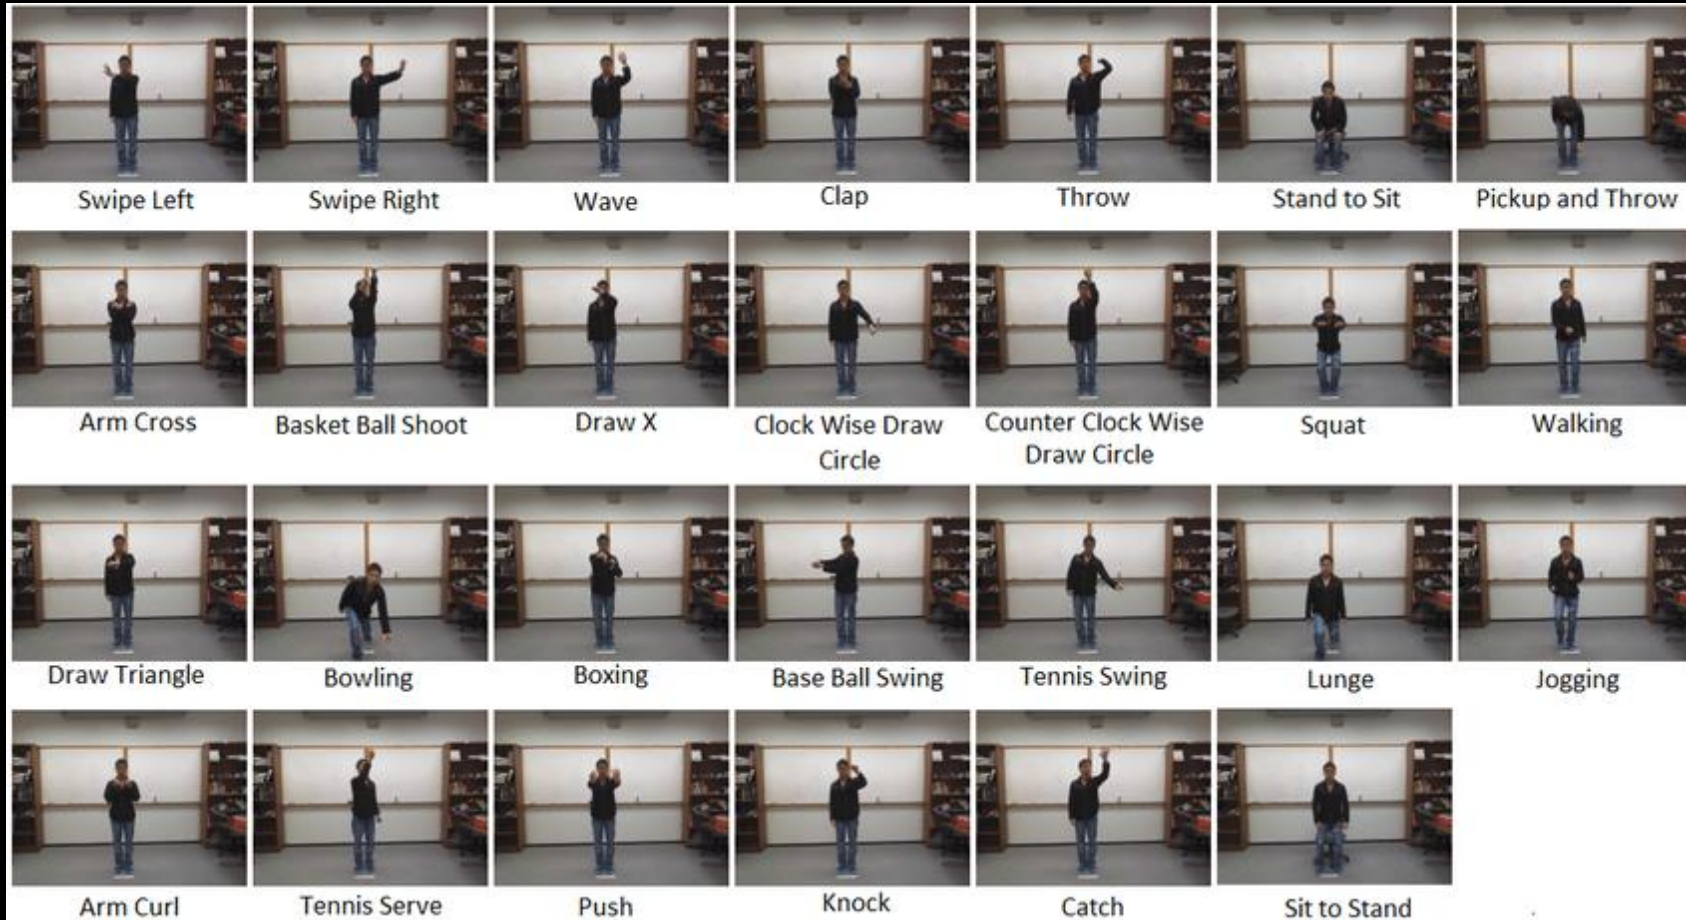 Swipe Left
Swipe Right
Wave
Clap
Throw
Stand to Sit
Pickup and Throw
Arm Cross
Basket Ball Shoot
Draw X
Clock Wise Draw
Circle
Counter Clock Wise
Draw Circle
Squat
Walking
Draw Triangle
Bowling
Boxing
Base Ball Swing
Tennis Swing
Lunge
Jogging
Arm Curl
Tennis Serve
Push
Knock
Catch
Sit to Stand